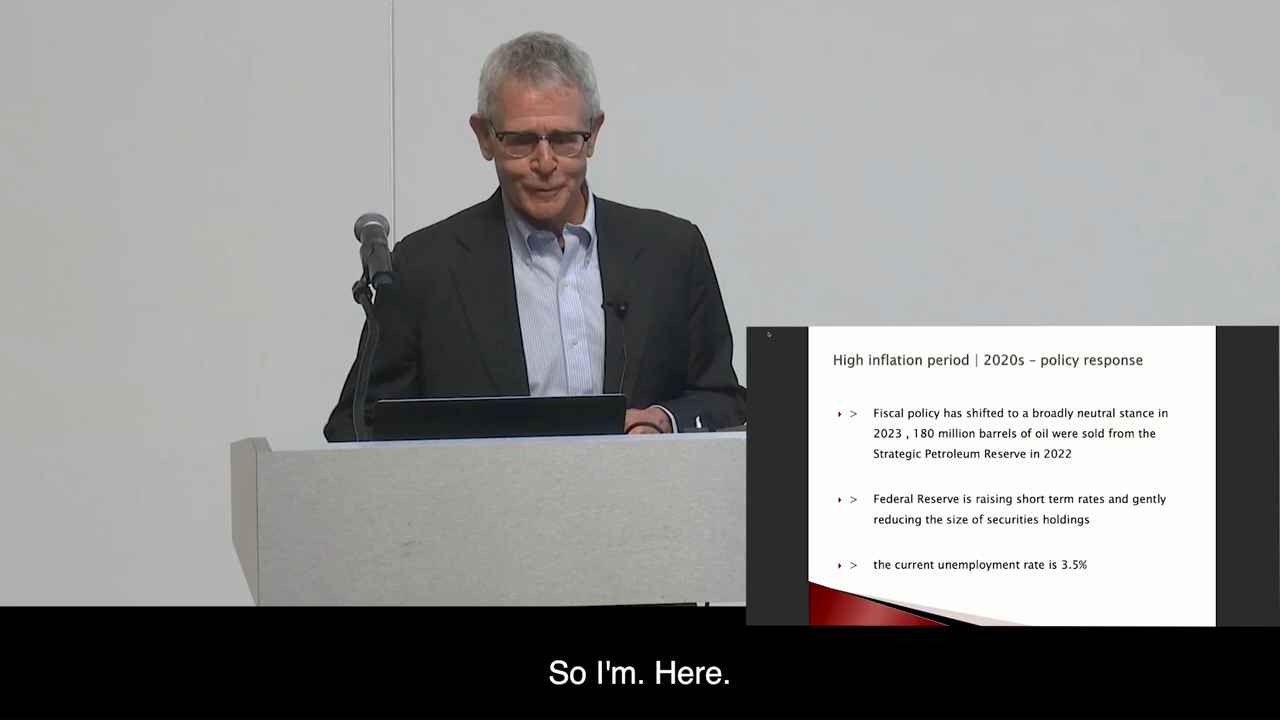 High inflation period | 2020s – policy response
> Fiscal policy has shifted to a broadly neutral stance in
2023 , 180 million barrels of oil were sold from the
Strategic Petroleum Reserve in 2022
> Federal Reserve is raising short term rates and gently
reducing the size of securities holdings
> the current unemployment rate is 3.5%
So I'm. Here.